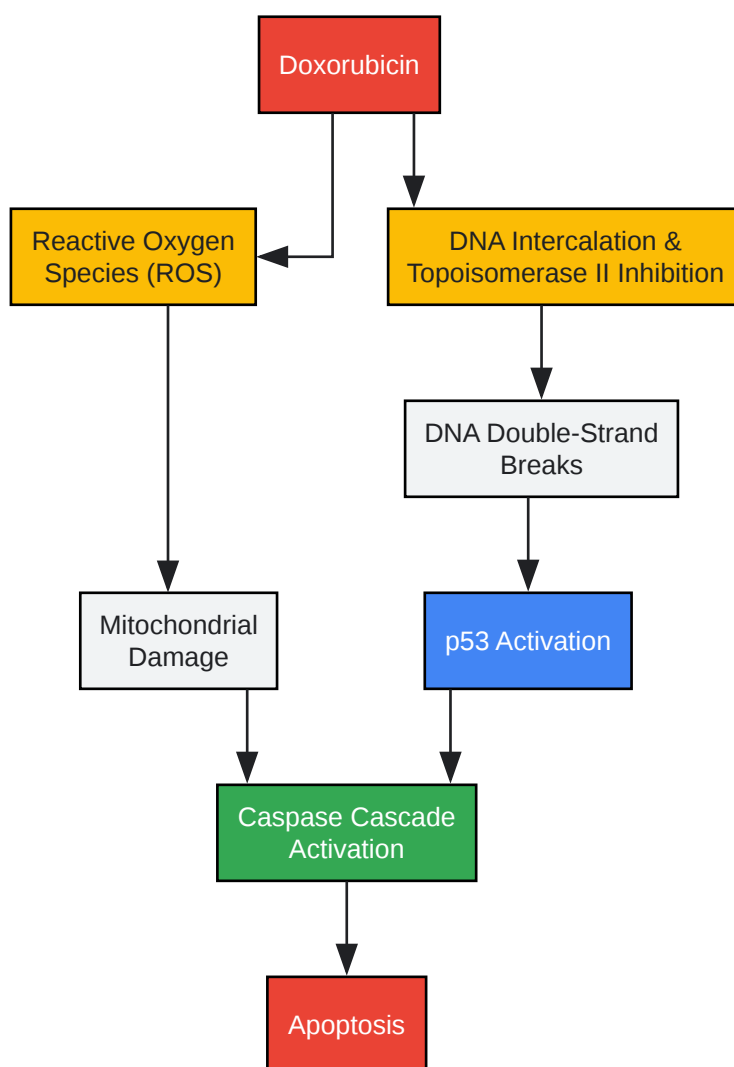 Doxorubicin
Reactive Oxygen
Species (ROS)
DNA Intercalation &
Topoisomerase II Inhibition
DNA Double-Strand
Breaks
Mitochondrial
Damage
p53 Activation
Caspase Cascade
Activation
Apoptosis